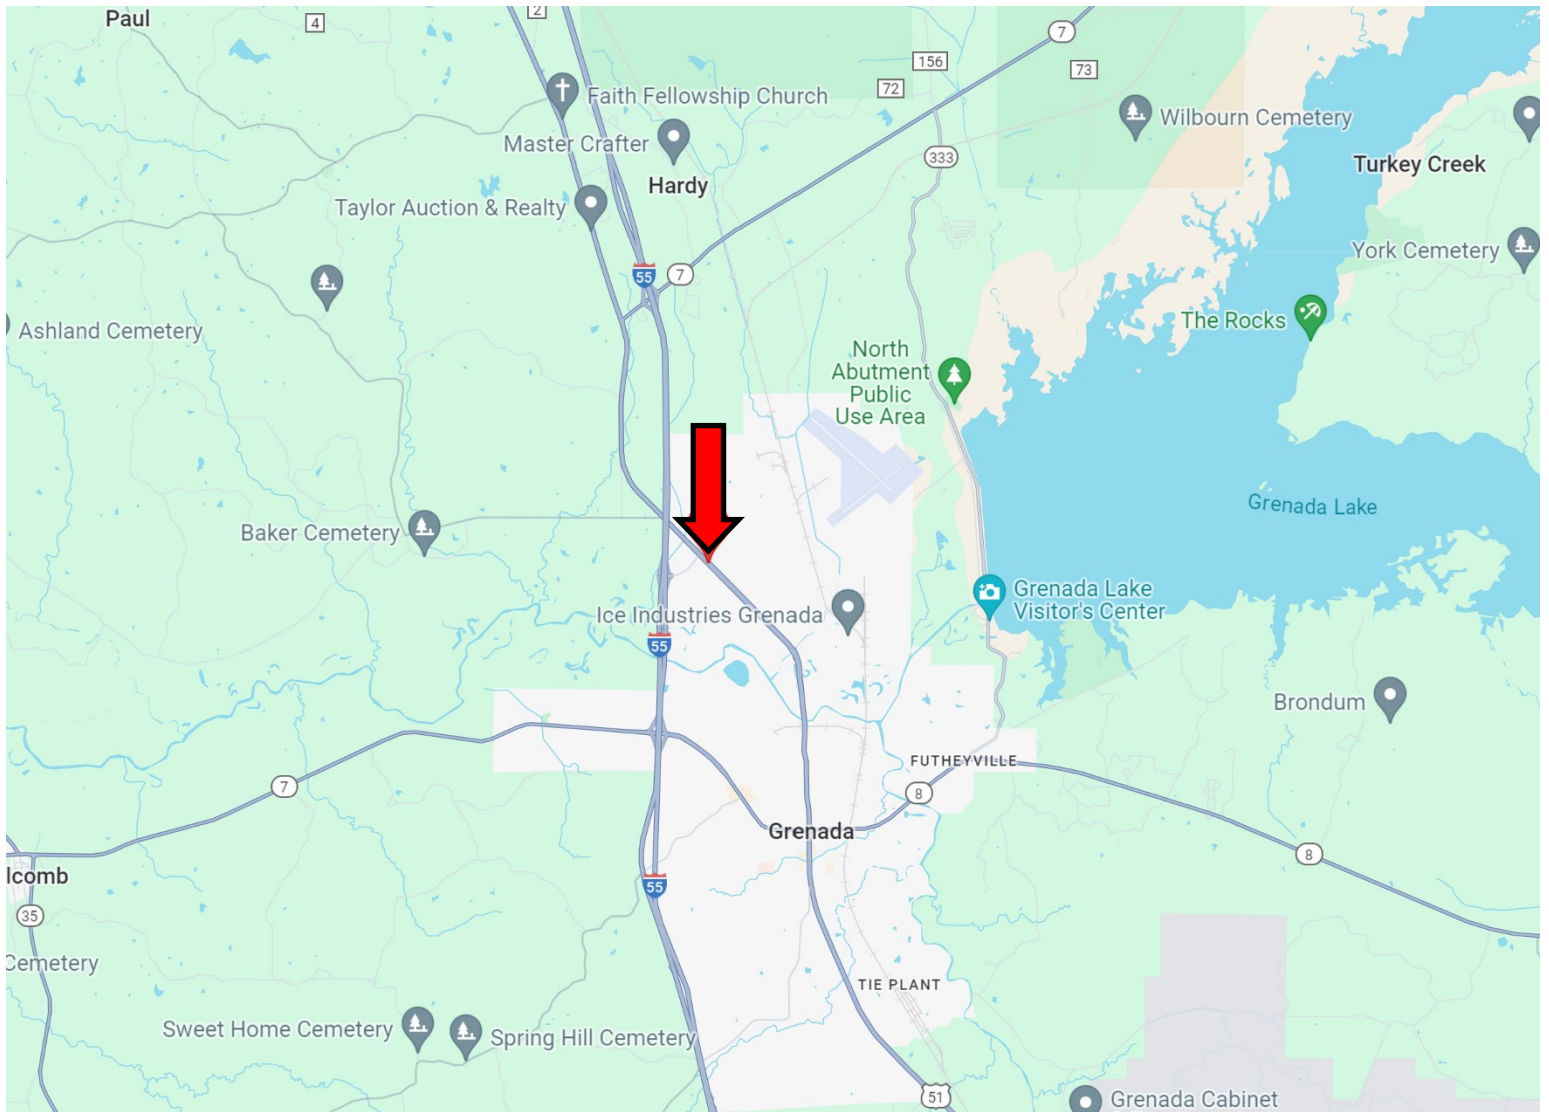 Paul
4
2
7
156
73
72
Faith Fellowship Church
Wilbourn Cemetery
Master Crafter
333
Hardy
Turkey Creek
Taylor Auction & Realty
York Cemetery
55
7
Ashland Cemetery
The Rocks
North
Abutment
Public
Use Area
Grenada Lake
Baker Cemetery
Grenada Lake
Visitor's Center
Ice Industries Grenada
55
Brondum
FUTHEYVILLE
7
8
Grenada
8
lcomb
55
35
Cemetery
TIE PLANT
Sweet Home Cemetery
Spring Hill Cemetery
51
Grenada Cabinet